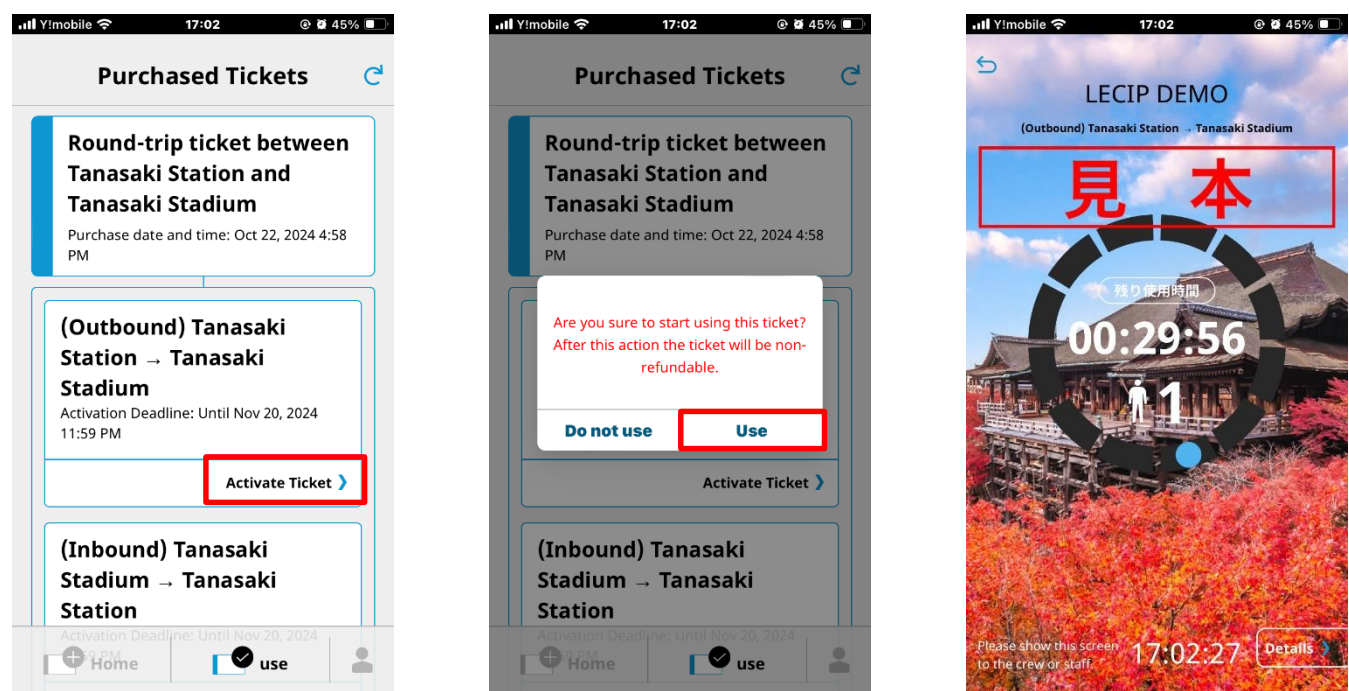 Y!mobile 17:02 45%
Purchased Tickets
Round-trip ticket between
Tanasaki Station and
Tanasaki Stadium
Purchase date and time: Oct 22, 2024 4:58
PM
(Outbound) Tanasaki
Station → Tanasaki
Stadium
Activation Deadline: Until Nov 20, 2024
11:59 PM
Activate Ticket ❯
(Inbound) Tanasaki
Stadium → Tanasaki
Station
Activation Deadline: Until Nov 20, 2024
59 PM
Home
use
Y!mobile 17:02 45%
Purchased Tickets
Round-trip ticket between
Tanasaki Station and
Tanasaki Stadium
Purchase date and time: Oct 22, 2024 4:58
PM
Are you sure to start using this ticket?
After this action the ticket will be non-
refundable.
Do not use
Use
Activate Ticket ❯
(Inbound) Tanasaki
Stadium → Tanasaki
Station
Activation Deadline: Until Nov 20, 2024
59 PM
Home
use
Y!mobile 17:02 45%
LECIP DEMO
(Outbound) Tanasaki Station → Tanasaki Stadium
見 本
残り使用時間
00:29:56
1
Please show this screen
to the crew or staff.
17:02:27
Details ❯